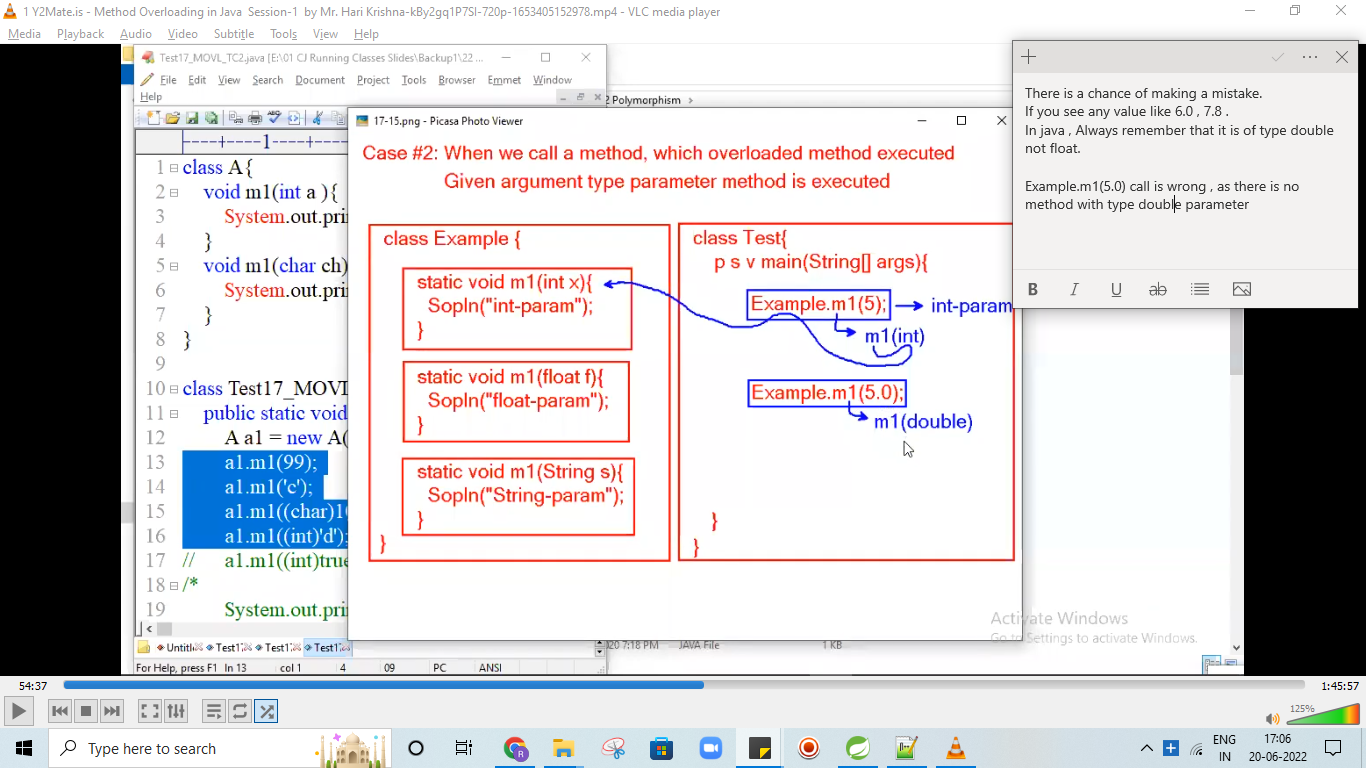 1 Y2Mate.is - Method Overloading in Java Session-1 by Mr. Hari Krishna-kBy2gq1P7SI-720p-1653405152978.mp4 - VLC media player
Media Playback Audio Video Subtitle Tools View Help
Test17_MOVL_TC2.java [E:\01 CJ Running Classes Slides\Backup1\22 ...
File Edit View Search Document Project Tools Browser Emmet Window
Help
2 Polymorphism >
17-15.png - Picasa Photo Viewer
----+----1----+----
1 class A{
2 void m1(int a ){
3 System.out.prin
4 }
5 void m1(char ch)
6 System.out.prin
7 }
8 }
9
10 class Test17_MOVL
11 public static void
12 A a1 = new A(
13 a1.m1(99);
14 a1.m1('c');
15 a1.m1((char)10
16 a1.m1((int)'d');
17 // a1.m1((int)true
18 /*
19 System.out.prin
Case #2: When we call a method, which overloaded method executed
Given argument type parameter method is executed
class Example {
static void m1(int x){
Sopln("int-param");
}
static void m1(float f){
Sopln("float-param");
}
static void m1(String s){
Sopln("String-param");
}
}
class Test{
p s v main(String[] args){
Example.m1(5); int-param
m1(int)
Example.m1(5.0);
m1(double)
}
}
There is a chance of making a mistake.
If you see any value like 6.0 , 7.8 .
In java , Always remember that it is of type double
not float.
Example.m1(5.0) call is wrong , as there is no
method with type double parameter
B I U ab
Activate Windows
Go to Settings to activate Windows.
Untitl Test1 Test1 Test1
020 7:18 PM JAVA File 1 KB
For Help, press F1 ln 13 col 1 4 09 PC ANSI
54:37 1:45:57
125%
Type here to search
ENG
IN
17:06
20-06-2022